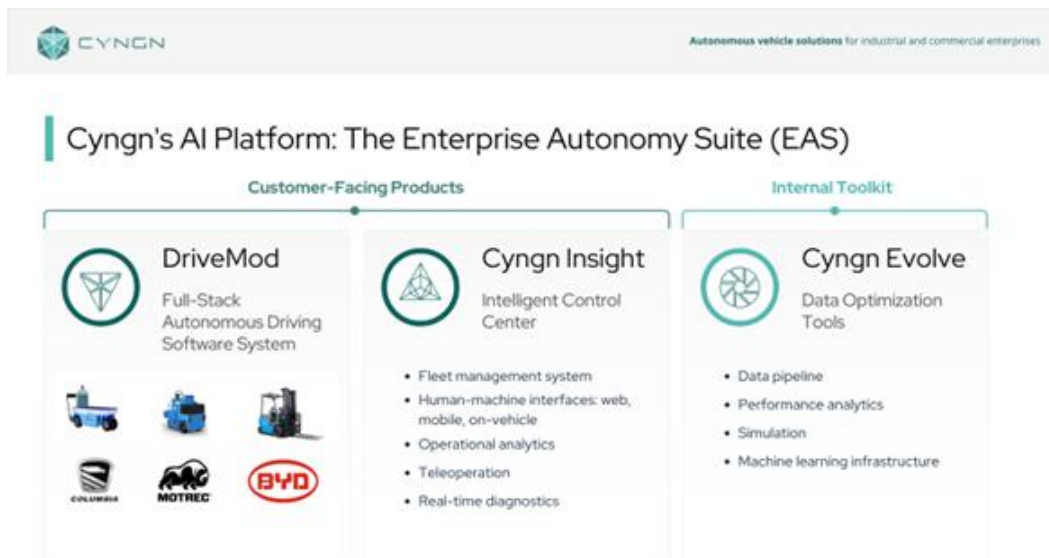 CYNGN
Autonomous vehicle solutions for industrial and commercial enterprises
Cyngn's AI Platform: The Enterprise Autonomy Suite (EAS)
Customer-Facing Products
Internal Toolkit
DriveMod
Full-Stack
Autonomous Driving
Software System
COLUMBIA
MOTREC
BYD
Cyngn Insight
Intelligent Control
Center
• Fleet management system
• Human-machine interfaces: web,
mobile, on-vehicle
• Operational analytics
• Teleoperation
• Real-time diagnostics
Cyngn Evolve
Data Optimization
Tools
• Data pipeline
• Performance analytics
• Simulation
• Machine learning infrastructure